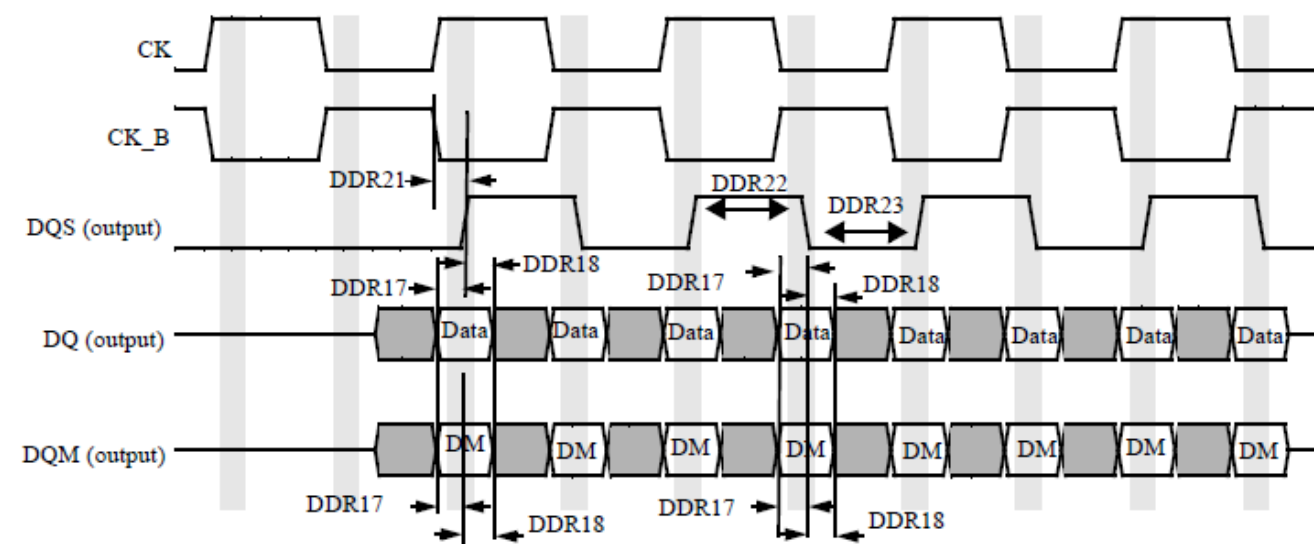 CK
CK_B
DDR21
DDR22
DDR23
DQS (output)
DDR18
DDR17
DDR17
DDR18
DQ (output)
Data Data Data Data Data Data Data Data
DQM (output)
DM DM DM DM DM DM DM DM
DDR17
DDR18
DDR17
DDR18